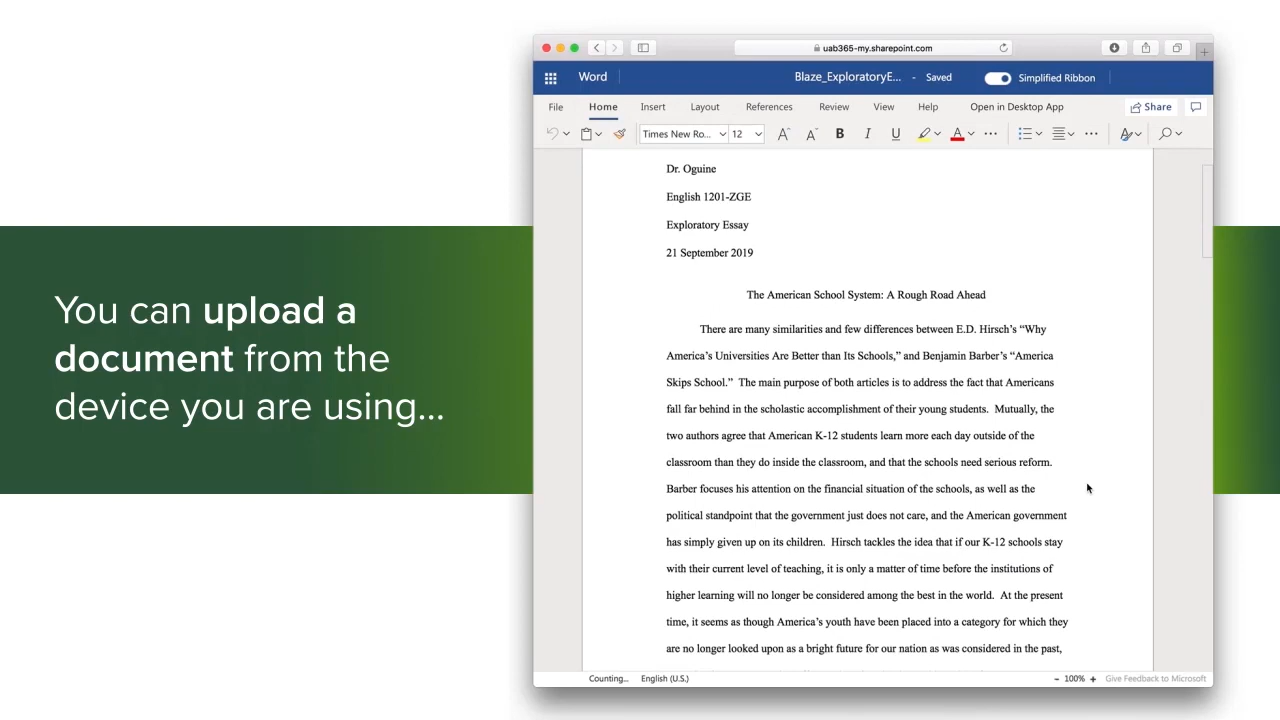 You can upload a
document from the
device you are using...
uab365-my.sharepoint.com
Word
Blaze_ExploratoryE... - Saved
Simplified Ribbon
File Home Insert Layout References Review View Help Open in Desktop App Share
Times New Ro... 12 A A B I U A
Dr. Oguine
English 1201-ZGE
Exploratory Essay
21 September 2019
The American School System: A Rough Road Ahead
There are many similarities and few differences between E.D. Hirsch's “Why
America's Universities Are Better than Its Schools,” and Benjamin Barber's “America
Skips School.” The main purpose of both articles is to address the fact that Americans
fall far behind in the scholastic accomplishment of their young students. Mutually, the
two authors agree that American K-12 students learn more each day outside of the
classroom than they do inside the classroom, and that the schools need serious reform.
Barber focuses his attention on the financial situation of the schools, as well as the
political standpoint that the government just does not care, and the American government
has simply given up on its children. Hirsch tackles the idea that if our K-12 schools stay
with their current level of teaching, it is only a matter of time before the institutions of
higher learning will no longer be considered among the best in the world. At the present
time, it seems as though America's youth have been placed into a category for which they
are no longer looked upon as a bright future for our nation as was considered in the past,
Counting... English (U.S.) - 100% + Give Feedback to Microsoft